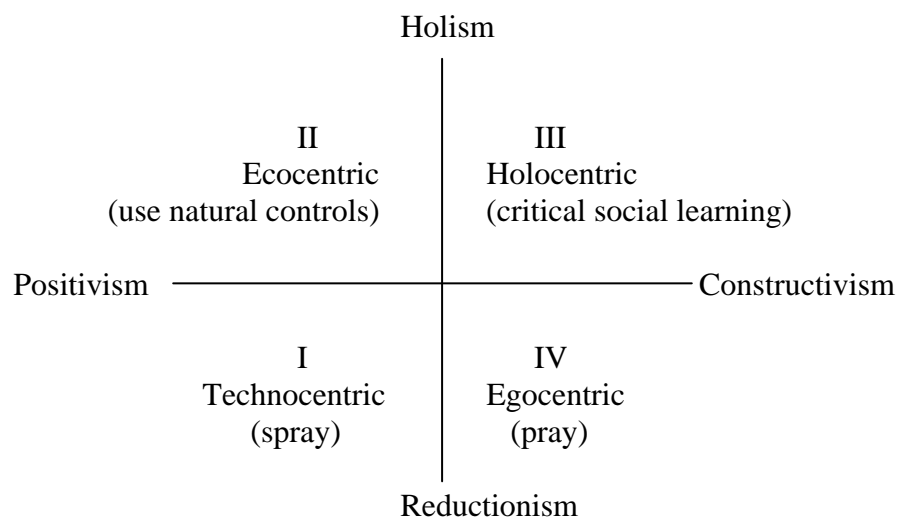 Holism
II
Ecocentric
(use natural controls)
III
Holocentric
(critical social learning)
Positivism
Constructivism
I
Technocentric
(spray)
IV
Egocentric
(pray)
Reductionism